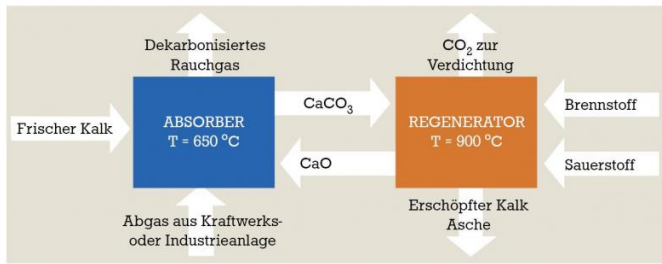 Dekarbonisiertes
Rauchgas
CO₂ zur
Verdichtung
Frischer Kalk
ABSORBER
T = 650 °C
CaCO₃
CaO
REGENERATOR
T = 900 °C
Brennstoff
Sauerstoff
Abgas aus Kraftwerks-
oder Industrieanlage
Erschöpfter Kalk
Asche